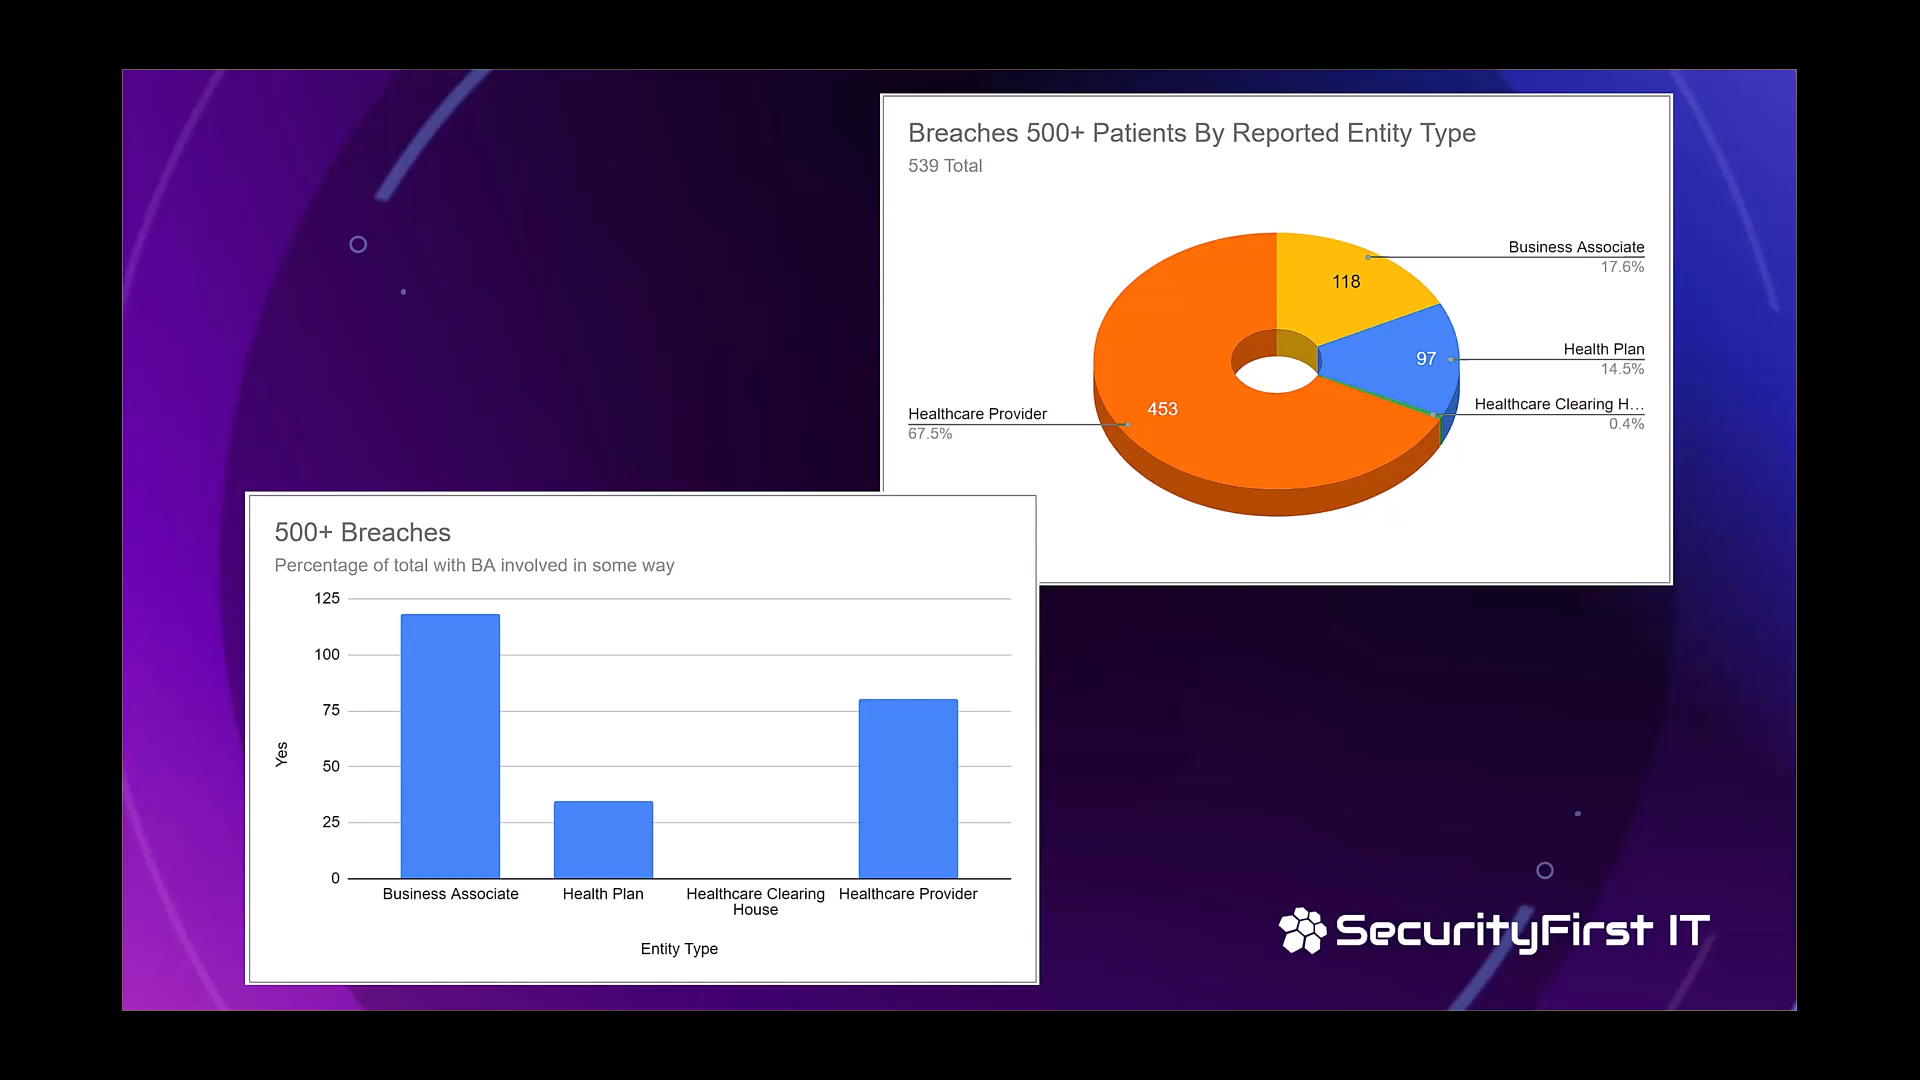 Breaches 500+ Patients By Reported Entity Type
539 Total
Business Associate
17.6%
118
Health Plan
14.5%
97
Healthcare Clearing H…
0.4%
Healthcare Provider
67.5%
453
500+ Breaches
Percentage of total with BA involved in some way
125
100
75
50
25
0
Yes
Business Associate
Health Plan
Healthcare Clearing
House
Healthcare Provider
Entity Type
SecurityFirst IT